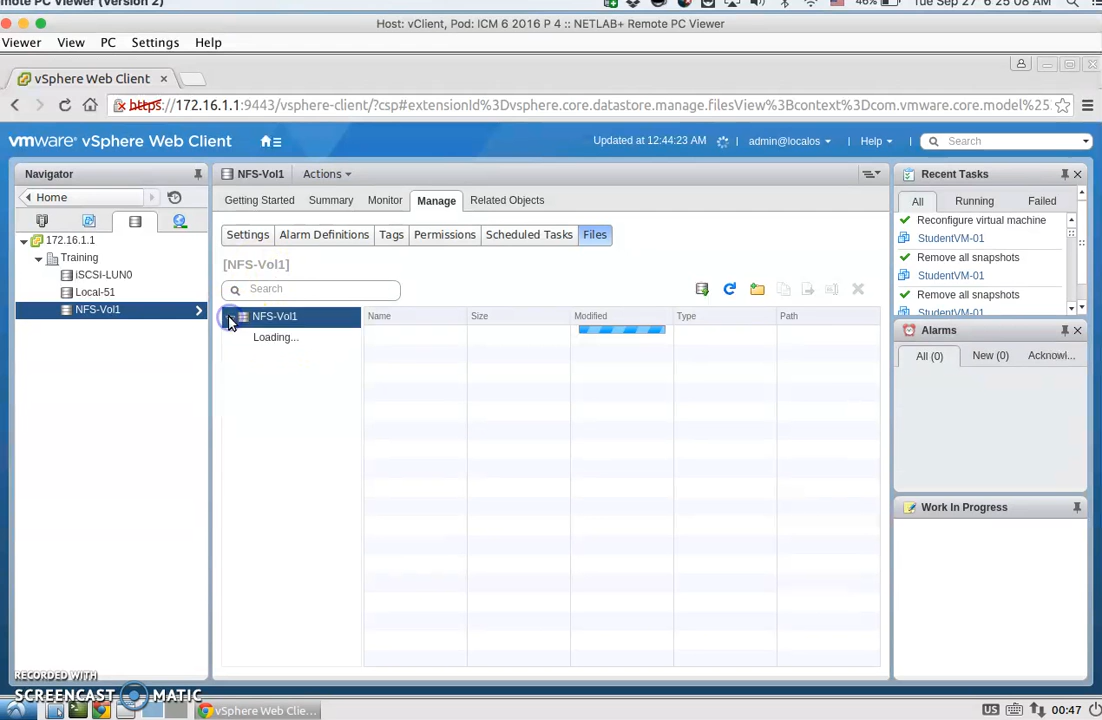 mote PC Viewer (Version 2)
46%
Tue Sep 27 6:25:08 AM
Host: vClient, Pod: ICM 6 2016 P 4 :: NETLAB+ Remote PC Viewer
Viewer View PC Settings Help
vSphere Web Client ×
https://172.16.1.1:9443/vsphere-client/?csp#extensionId%3Dvsphere.core.datastore.manage.filesView%3Bcontext%3Dcom.vmware.core.model%25
vmware® vSphere Web Client
Updated at 12:44:23 AM
admin@localos
Help
Search
Navigator
NFS-Vol1 Actions
Recent Tasks
Home
Getting Started Summary Monitor Manage Related Objects
All Running Failed
Settings Alarm Definitions Tags Permissions Scheduled Tasks Files
172.16.1.1
Training
iSCSI-LUN0
Local-51
NFS-Vol1
[NFS-Vol1]
Search
NFS-Vol1
Loading...
Name Size Modified Type Path
Reconfigure virtual machine
StudentVM-01
Remove all snapshots
StudentVM-01
Remove all snapshots
StudentVM-01
Alarms
All (0) New (0) Acknowl...
Work In Progress
RECORDED WITH
SCREENCAST MATIC
vSphere Web Clie...
US
00:47